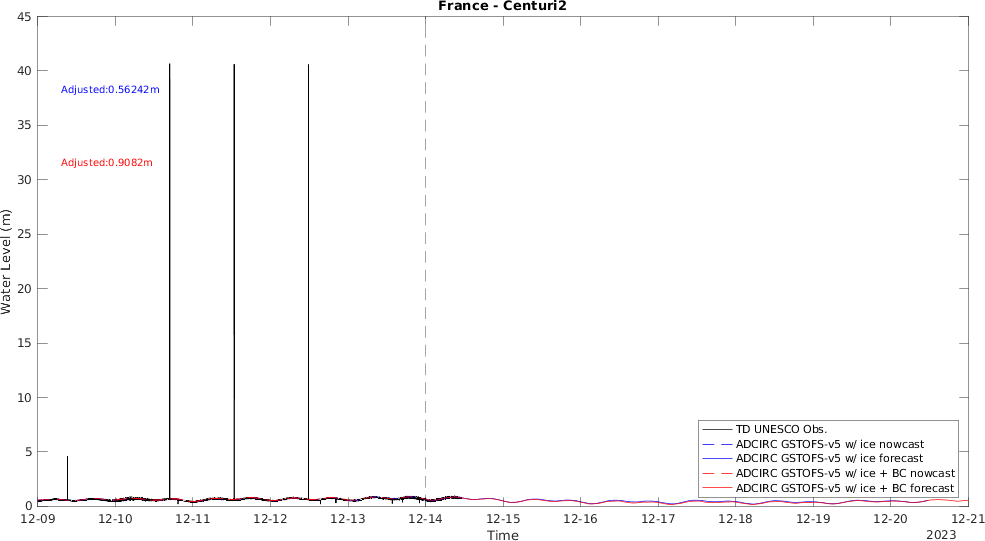 France - Centuri2
45
40
35
30
25
20
15
10
5
0
Water Level (m)
Adjusted:0.56242m
Adjusted:0.9082m
TD UNESCO Obs.
ADCIRC GSTOFS-v5 w/ ice nowcast
ADCIRC GSTOFS-v5 w/ ice forecast
ADCIRC GSTOFS-v5 w/ ice + BC nowcast
ADCIRC GSTOFS-v5 w/ ice + BC forecast
12-09 12-10 12-11 12-12 12-13 12-14 12-15 12-16 12-17 12-18 12-19 12-20 12-21
Time
2023